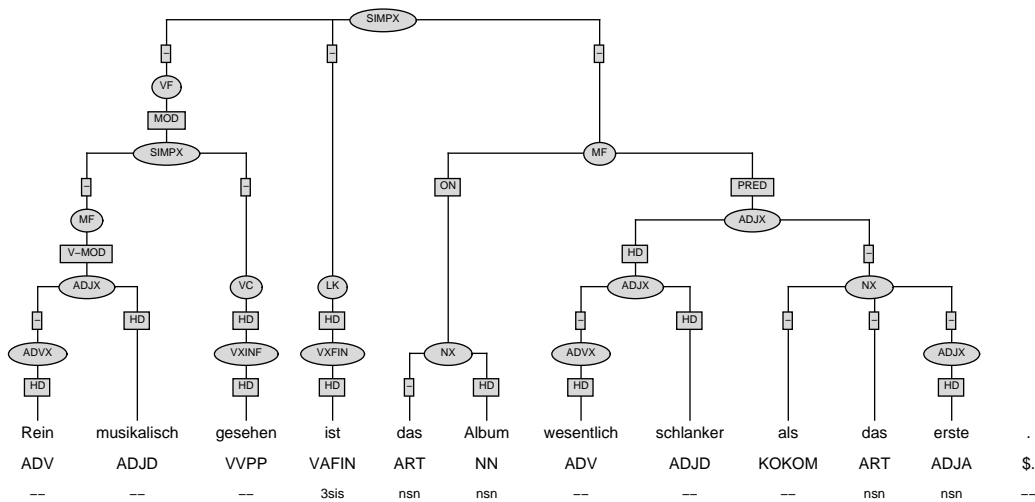 SIMPX
– – –
VF
MOD
SIMPX MF
– – ON PRED
MF ADJX
V–MOD HD –
ADJX VC LK ADJX NX
– HD HD HD – HD – – –
ADVX VXINF VXFIN NX ADVX ADJX
HD HD HD – HD HD HD
Rein musikalisch gesehen ist das Album wesentlich schlanker als das erste .
ADV ADJD VVPP VAFIN ART NN ADV ADJD KOKOM ART ADJA $.
–– –– –– 3sis nsn nsn –– –– –– nsn nsn ––